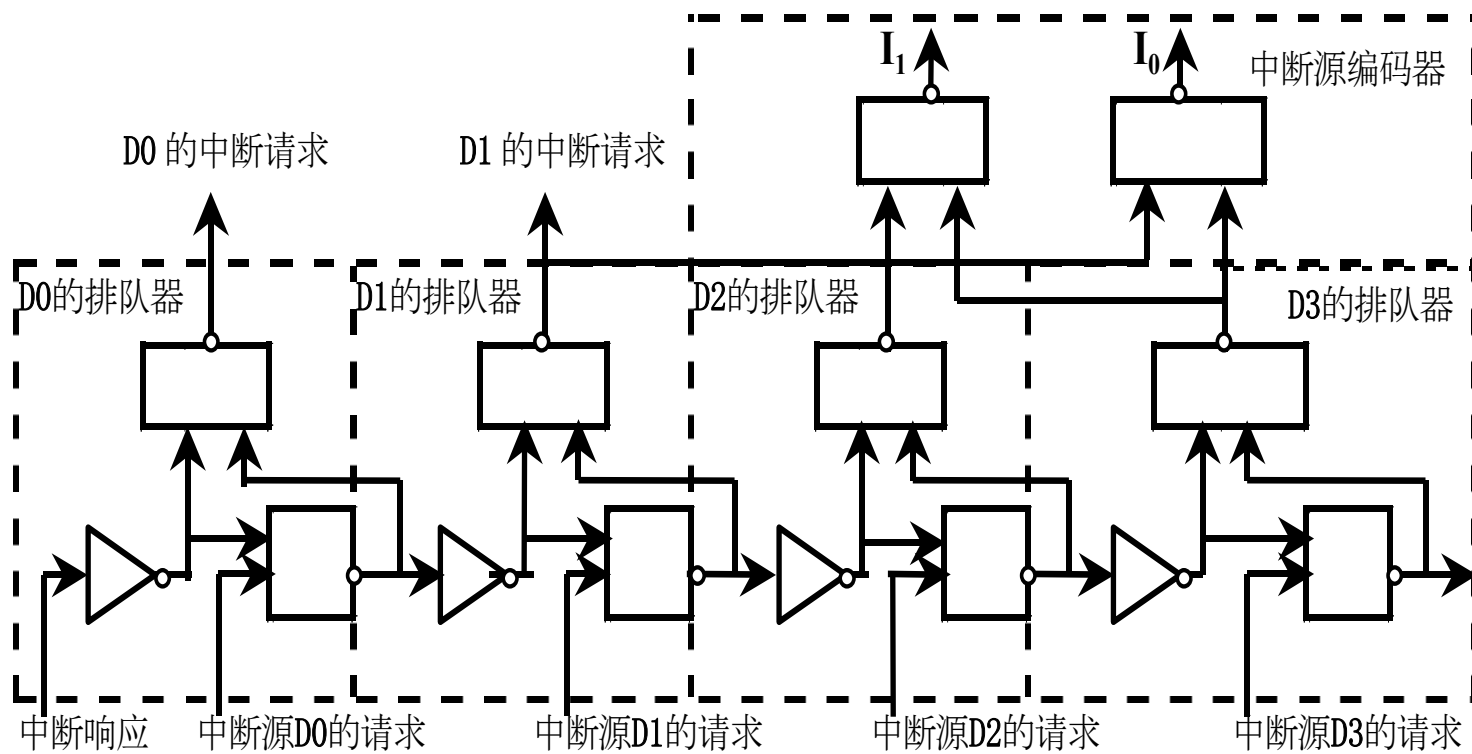 I1
I0
中断源编码器
D0 的中断请求
D1 的中断请求
D0的排队器
D1的排队器
D2的排队器
D3的排队器
中断响应
中断源D0的请求
中断源D1的请求
中断源D2的请求
中断源D3的请求